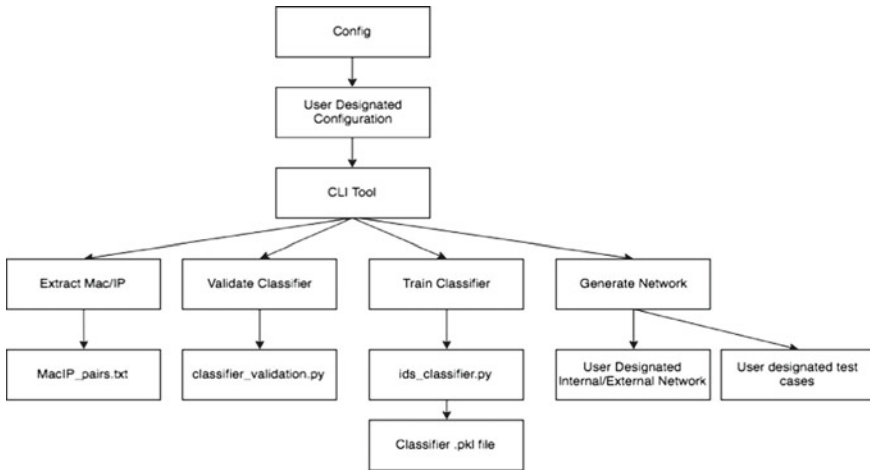 Config
User Designated
Configuration
CLI Tool
Extract Mac/IP
Validate Classifier
Train Classifier
Generate Network
MacIP_pairs.txt
classifier_validation.py
ids_classifier.py
User Designated
Internal/External Network
User designated test
cases
Classifier .pkl file